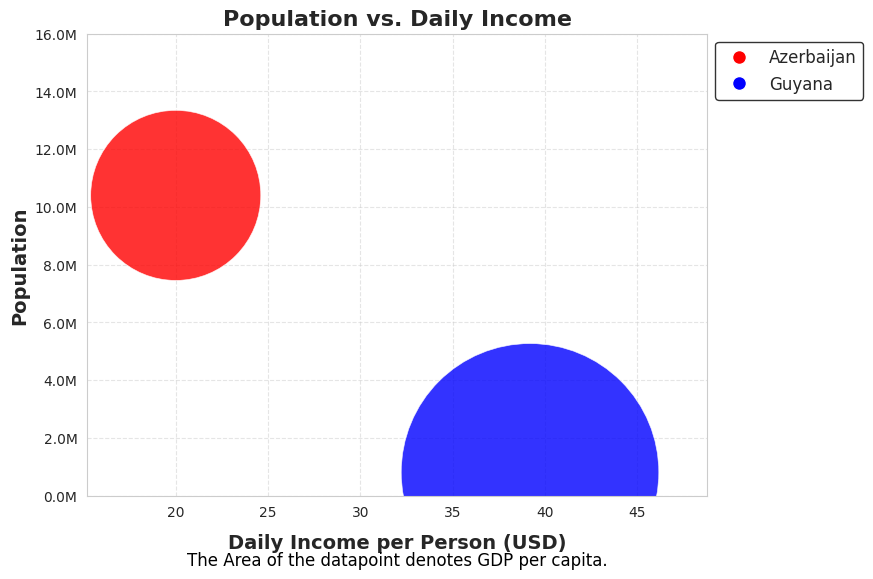 Population vs. Daily Income
Azerbaijan
Guyana
Population
16.0M
14.0M
12.0M
10.0M
8.0M
6.0M
4.0M
2.0M
0.0M
20
25
30
35
40
45
Daily Income per Person (USD)
The Area of the datapoint denotes GDP per capita.